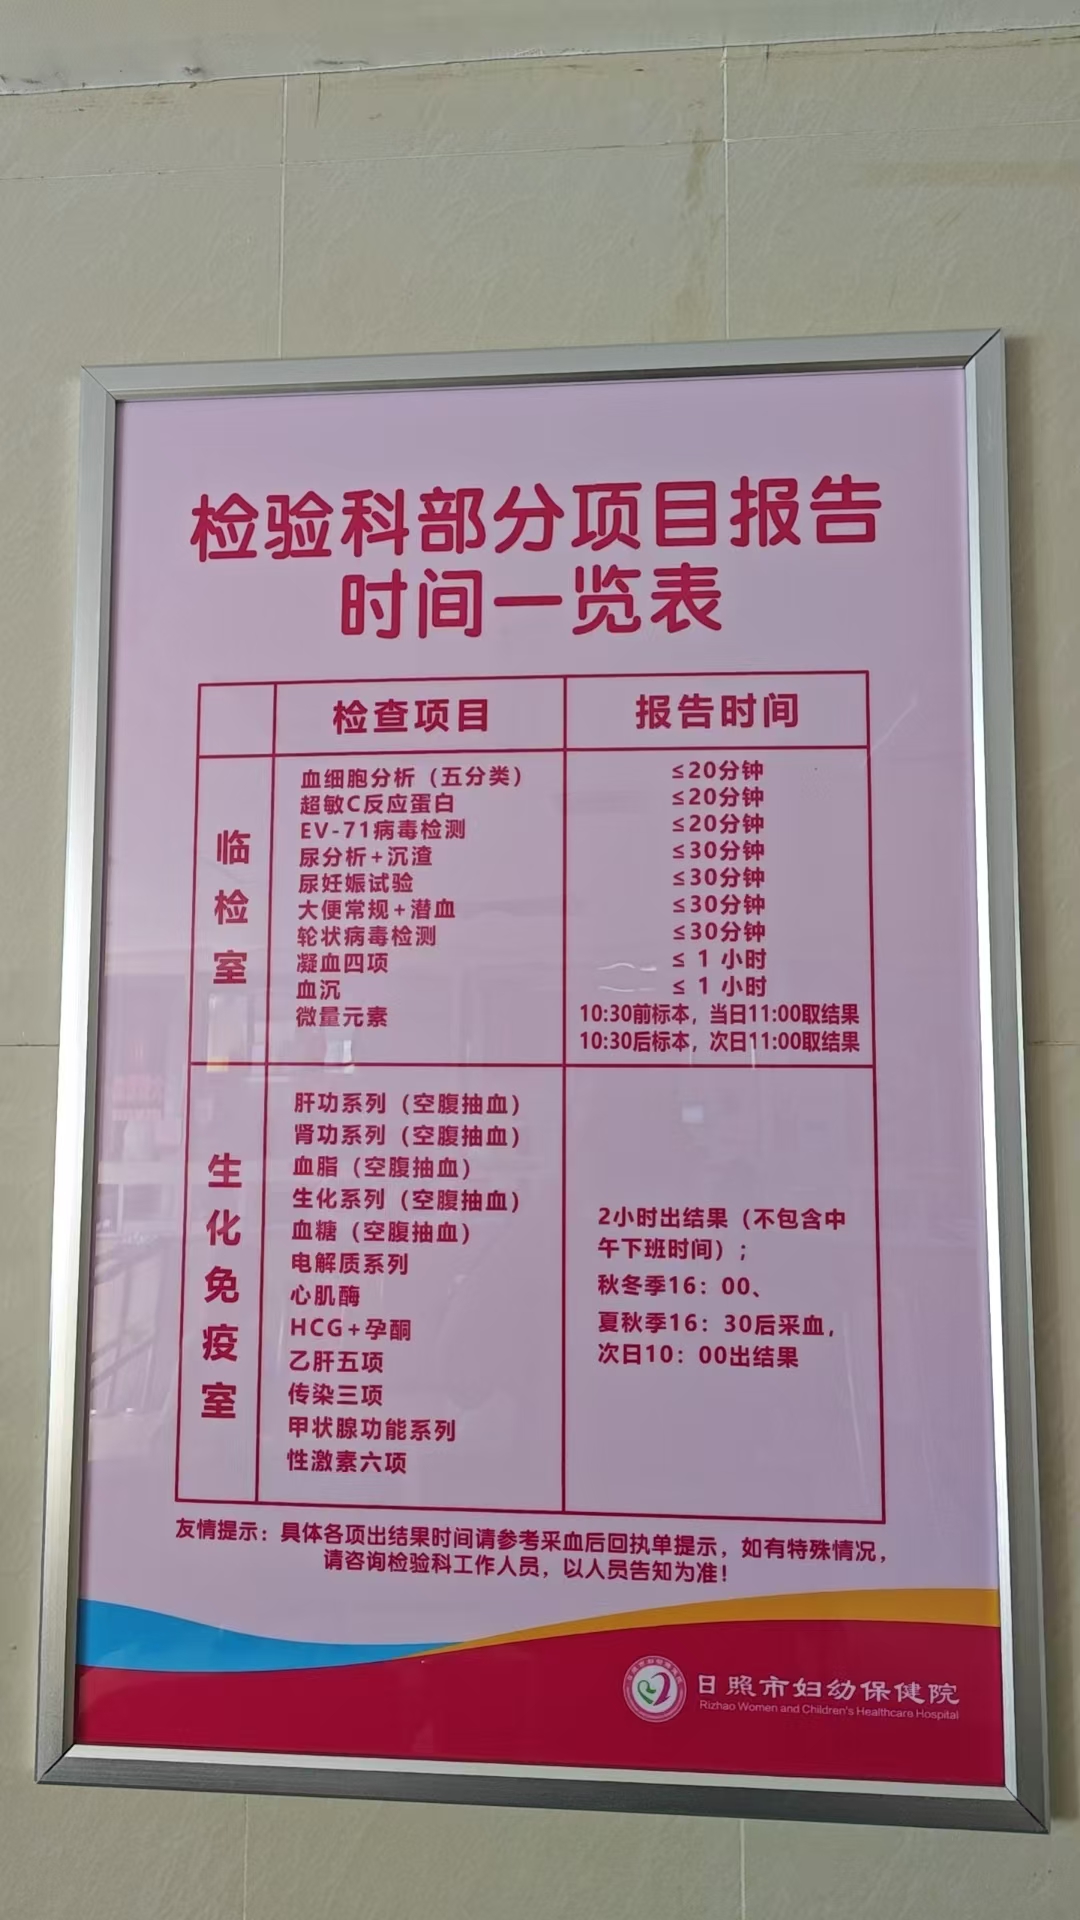 检验科部分项目报告
时间一览表
检查项目 报告时间
临检室
血细胞分析（五分类） ≤20分钟
超敏C反应蛋白 ≤20分钟
EV-71病毒检测 ≤20分钟
尿分析+沉渣 ≤30分钟
尿妊娠试验 ≤30分钟
大便常规+潜血 ≤30分钟
轮状病毒检测 ≤30分钟
凝血四项 ≤ 1 小时
血沉 ≤ 1 小时
微量元素 10:30前标本，当日11:00取结果
10:30后标本，次日11:00取结果
生化免疫室
肝功系列（空腹抽血）
肾功系列（空腹抽血）
血脂（空腹抽血）
生化系列（空腹抽血）
血糖（空腹抽血）
电解质系列
心肌酶
HCG+孕酮
乙肝五项
传染三项
甲状腺功能系列
性激素六项
2小时出结果（不包含中
午下班时间）；
秋冬季16：00、
夏秋季16：30后采血，
次日10：00出结果
友情提示：具体各项出结果时间请参考采血后回执单提示，如有特殊情况，
请咨询检验科工作人员，以人员告知为准！
日照市妇幼保健院
Rizhao Women and Children's Healthcare Hospital